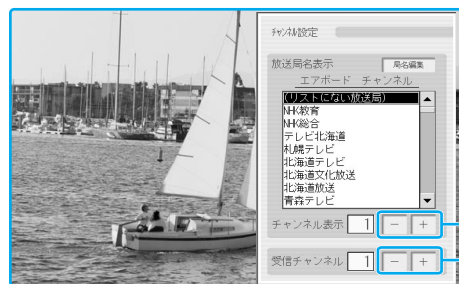 チャンネル設定
放送局名表示 局名編集
エアボード チャンネル
(リストにない放送局)
NHK教育
NHK総合
テレビ北海道
札幌テレビ
北海道テレビ
北海道文化放送
北海道放送
青森テレビ
チャンネル表示 1 − +
受信チャンネル 1 − +